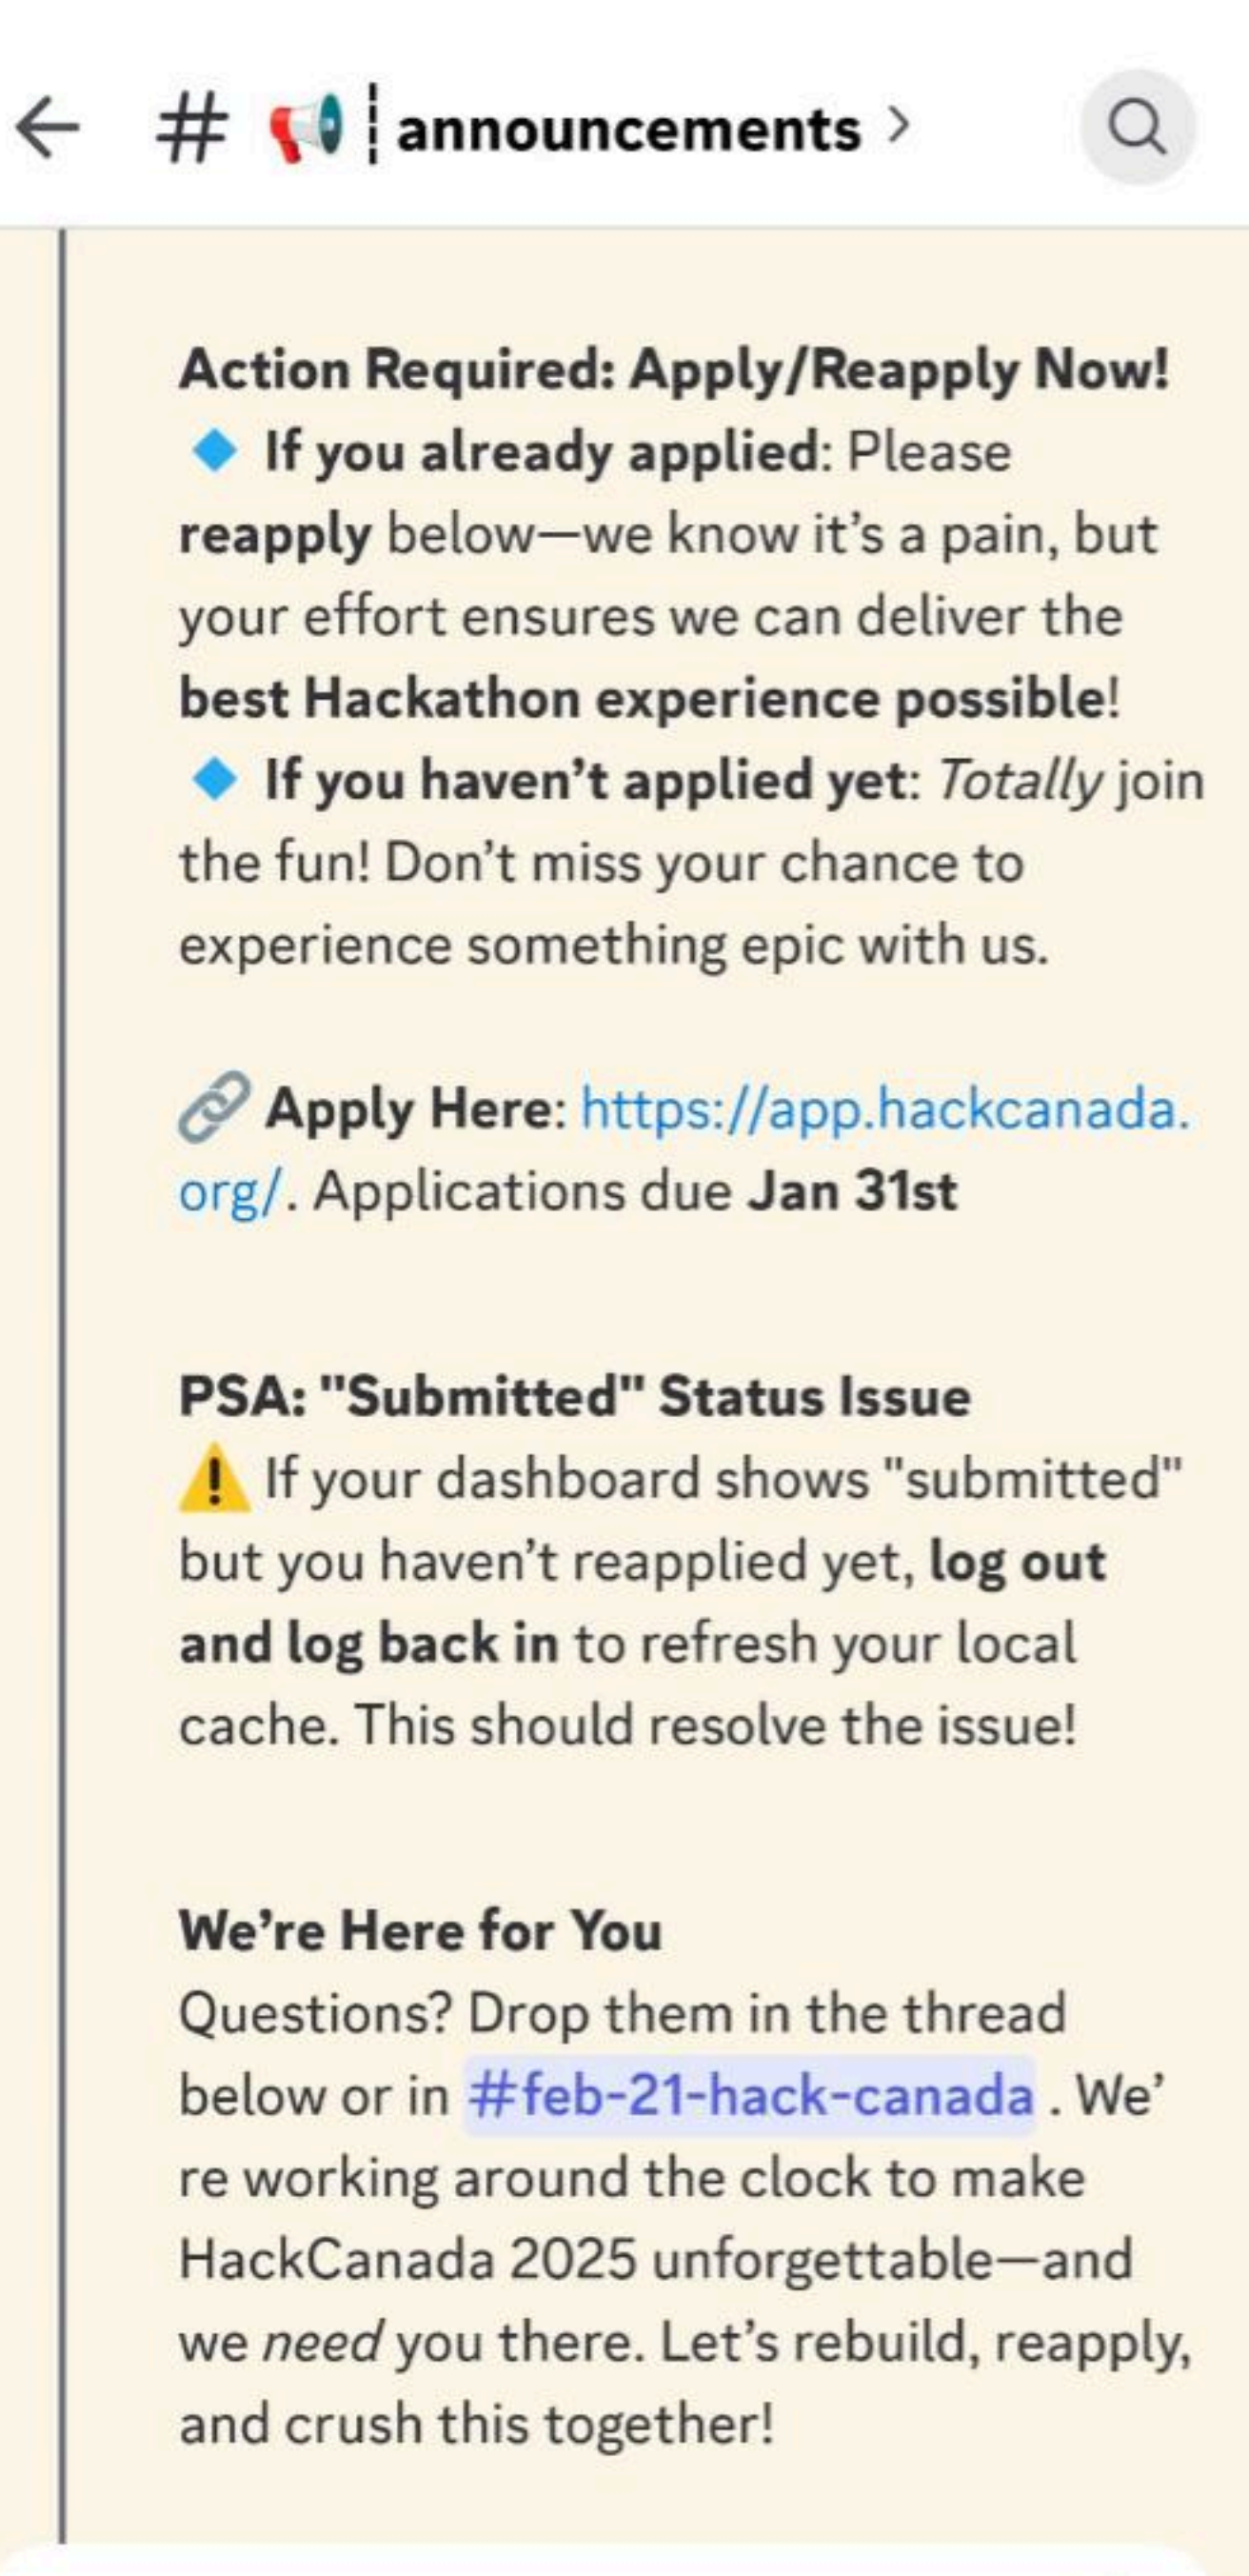 # 📢┆announcements
Action Required: Apply/Reapply Now!
🔹 If you already applied: Please
reapply below—we know it’s a pain, but
your effort ensures we can deliver the
best Hackathon experience possible!
🔹 If you haven’t applied yet: Totally join
the fun! Don’t miss your chance to
experience something epic with us.
🔗 Apply Here: https://app.hackcanada.
org/. Applications due Jan 31st
PSA: "Submitted" Status Issue
⚠️ If your dashboard shows "submitted"
but you haven’t reapplied yet, log out
and log back in to refresh your local
cache. This should resolve the issue!
We’re Here for You
Questions? Drop them in the thread
below or in #feb-21-hack-canada . We’
re working around the clock to make
HackCanada 2025 unforgettable—and
we need you there. Let’s rebuild, reapply,
and crush this together!